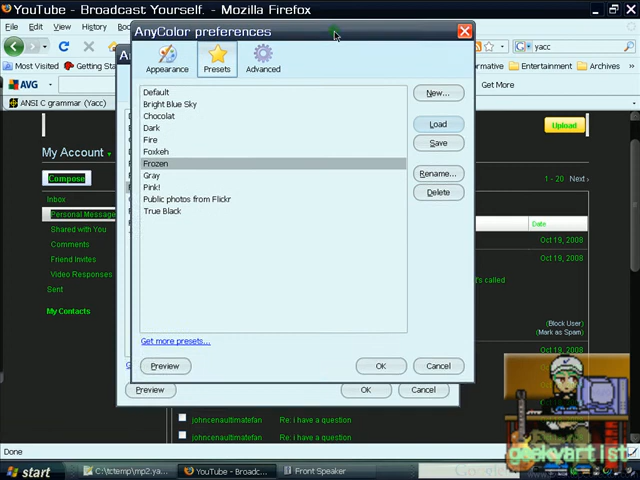 YouTube - Broadcast Yourself. - Mozilla Firefox
File Edit View History
AnyColor preferences
yacc
Most Visited Getting Sta
Entertainment Other Bookmarks
AVG
Get More
ANSI C grammar (Yacc)
Appearance Presets Advanced
Default
Bright Blue Sky
Chocolat
Dark
Fire
Foxkeh
Frozen
Gray
Pink!
Public photos from Flickr
True Black
New...
Load
Save
Rename...
Delete
Get more presets...
Preview OK Cancel
Preview OK Cancel
Upload
My Account
Compose
Inbox
Personal Message
Shared with You
Comments
Friend Invites
Video Responses
Sent
My Contacts
1 - 20 Next
Date
Oct 19, 2008
Oct 19, 2008
's called
(Block User)
(Mark as Spam)
Oct 19, 2008
johncenaultimatefan Re: i have a question
johncenaultimatefan Re: i have a question
geekyartist
Done
start C:\tctemp\mp2.ya... YouTube - Broadc... Front Speaker